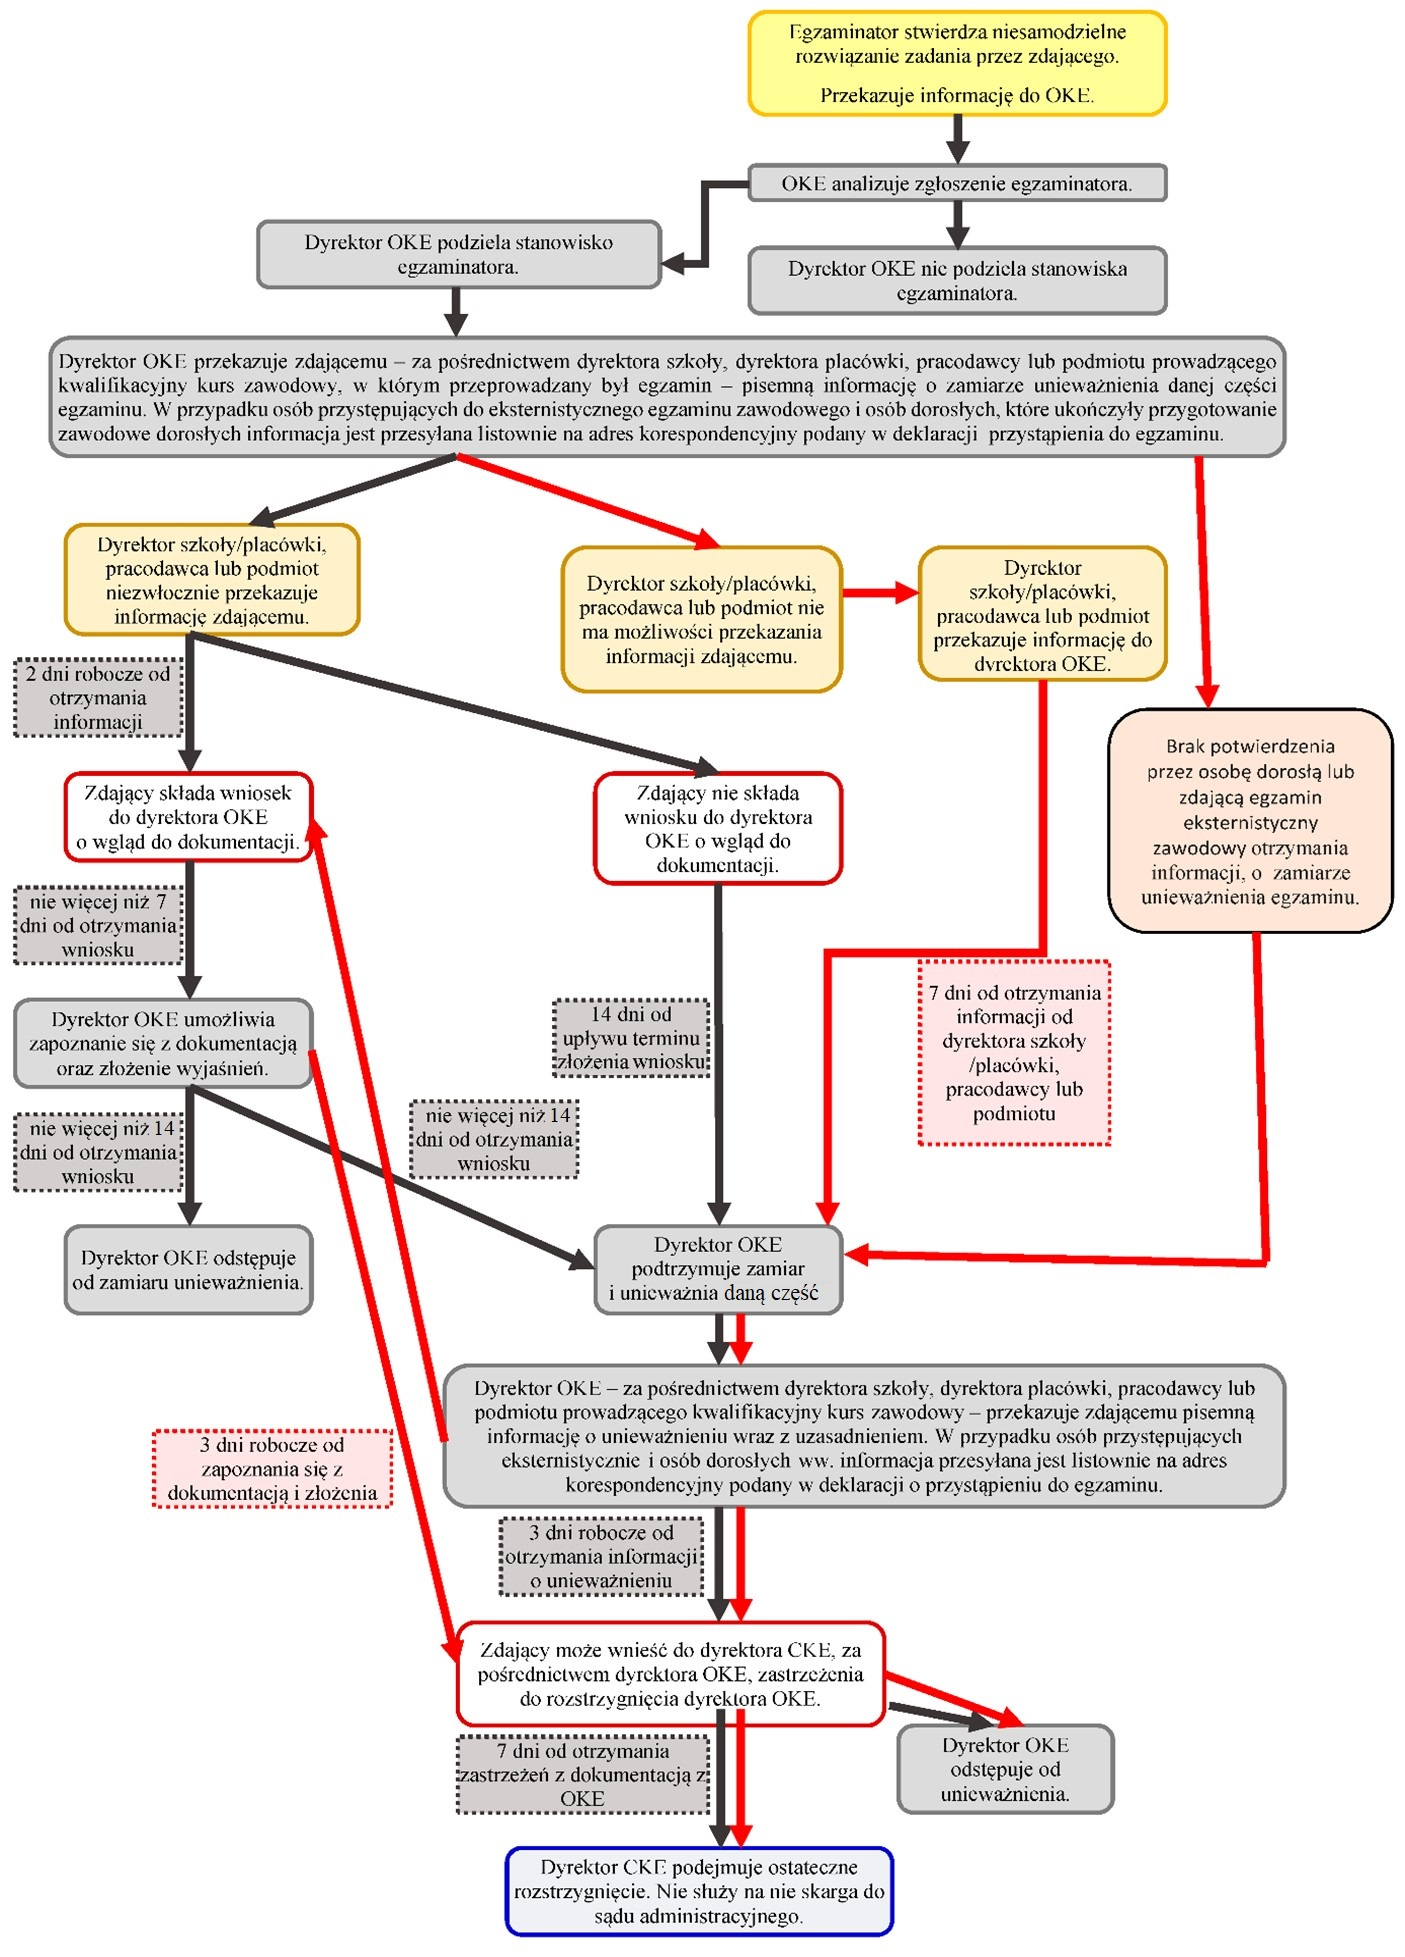 Egzaminator stwierdza niesamodzielne
rozwiązanie zadania przez zdającego.
Przekazuje informację do OKE.
OKE analizuje zgłoszenie egzaminatora.
Dyrektor OKE podziela stanowisko
egzaminatora.
Dyrektor OKE nie podziela stanowiska
egzaminatora.
Dyrektor OKE przekazuje zdającemu – za pośrednictwem dyrektora szkoły, dyrektora placówki, pracodawcy lub podmiotu prowadzącego
kwalifikacyjny kurs zawodowy, w którym przeprowadzany był egzamin – pisemną informację o zamiarze unieważnienia danej części
egzaminu. W przypadku osób przystępujących do eksternistycznego egzaminu zawodowego i osób dorosłych, które ukończyły przygotowanie
zawodowe dorosłych informacja jest przesyłana listownie na adres korespondencyjny podany w deklaracji przystąpienia do egzaminu.
Dyrektor szkoły/placówki,
pracodawca lub podmiot
niezwłocznie przekazuje
informację zdającemu.
Dyrektor szkoły/placówki,
pracodawca lub podmiot nie
ma możliwości przekazania
informacji zdającemu.
Dyrektor
szkoły/placówki,
pracodawca lub podmiot
przekazuje informację do
dyrektora OKE.
2 dni robocze od
otrzymania
informacji
Brak potwierdzenia
przez osobę dorosłą lub
zdającą egzamin
eksternistyczny
zawodowy otrzymania
informacji, o zamiarze
unieważnienia egzaminu.
Zdający składa wniosek
do dyrektora OKE
o wgląd do dokumentacji.
Zdający nie składa
wniosku do dyrektora
OKE o wgląd do
dokumentacji.
nie więcej niż 7
dni od otrzymania
wniosku
Dyrektor OKE umożliwia
zapoznanie się z dokumentacją
oraz złożenie wyjaśnień.
14 dni od
upływu terminu
złożenia wniosku
7 dni od otrzymania
informacji od
dyrektora szkoły
/placówki,
pracodawcy lub
podmiotu
nie więcej niż 14
dni od otrzymania
wniosku
nie więcej niż 14
dni od otrzymania
wniosku
Dyrektor OKE odstępuje
od zamiaru unieważnienia.
Dyrektor OKE
podtrzymuje zamiar
i unieważnia daną część
Dyrektor OKE – za pośrednictwem dyrektora szkoły, dyrektora placówki, pracodawcy lub
podmiotu prowadzącego kwalifikacyjny kurs zawodowy – przekazuje zdającemu pisemną
informację o unieważnieniu wraz z uzasadnieniem. W przypadku osób przystępujących
eksternistycznie i osób dorosłych ww. informacja przesyłana jest listownie na adres
korespondencyjny podany w deklaracji o przystąpieniu do egzaminu.
3 dni robocze od
zapoznania się z
dokumentacją i złożenia
3 dni robocze od
otrzymania informacji
o unieważnieniu
Zdający może wnieść do dyrektora CKE, za
pośrednictwem dyrektora OKE, zastrzeżenia
do rozstrzygnięcia dyrektora OKE.
7 dni od otrzymania
zastrzeżeń z dokumentacją z
OKE
Dyrektor OKE
odstępuje od
unieważnienia.
Dyrektor CKE podejmuje ostateczne
rozstrzygnięcie. Nie służy na nie skarga do
sądu administracyjnego.